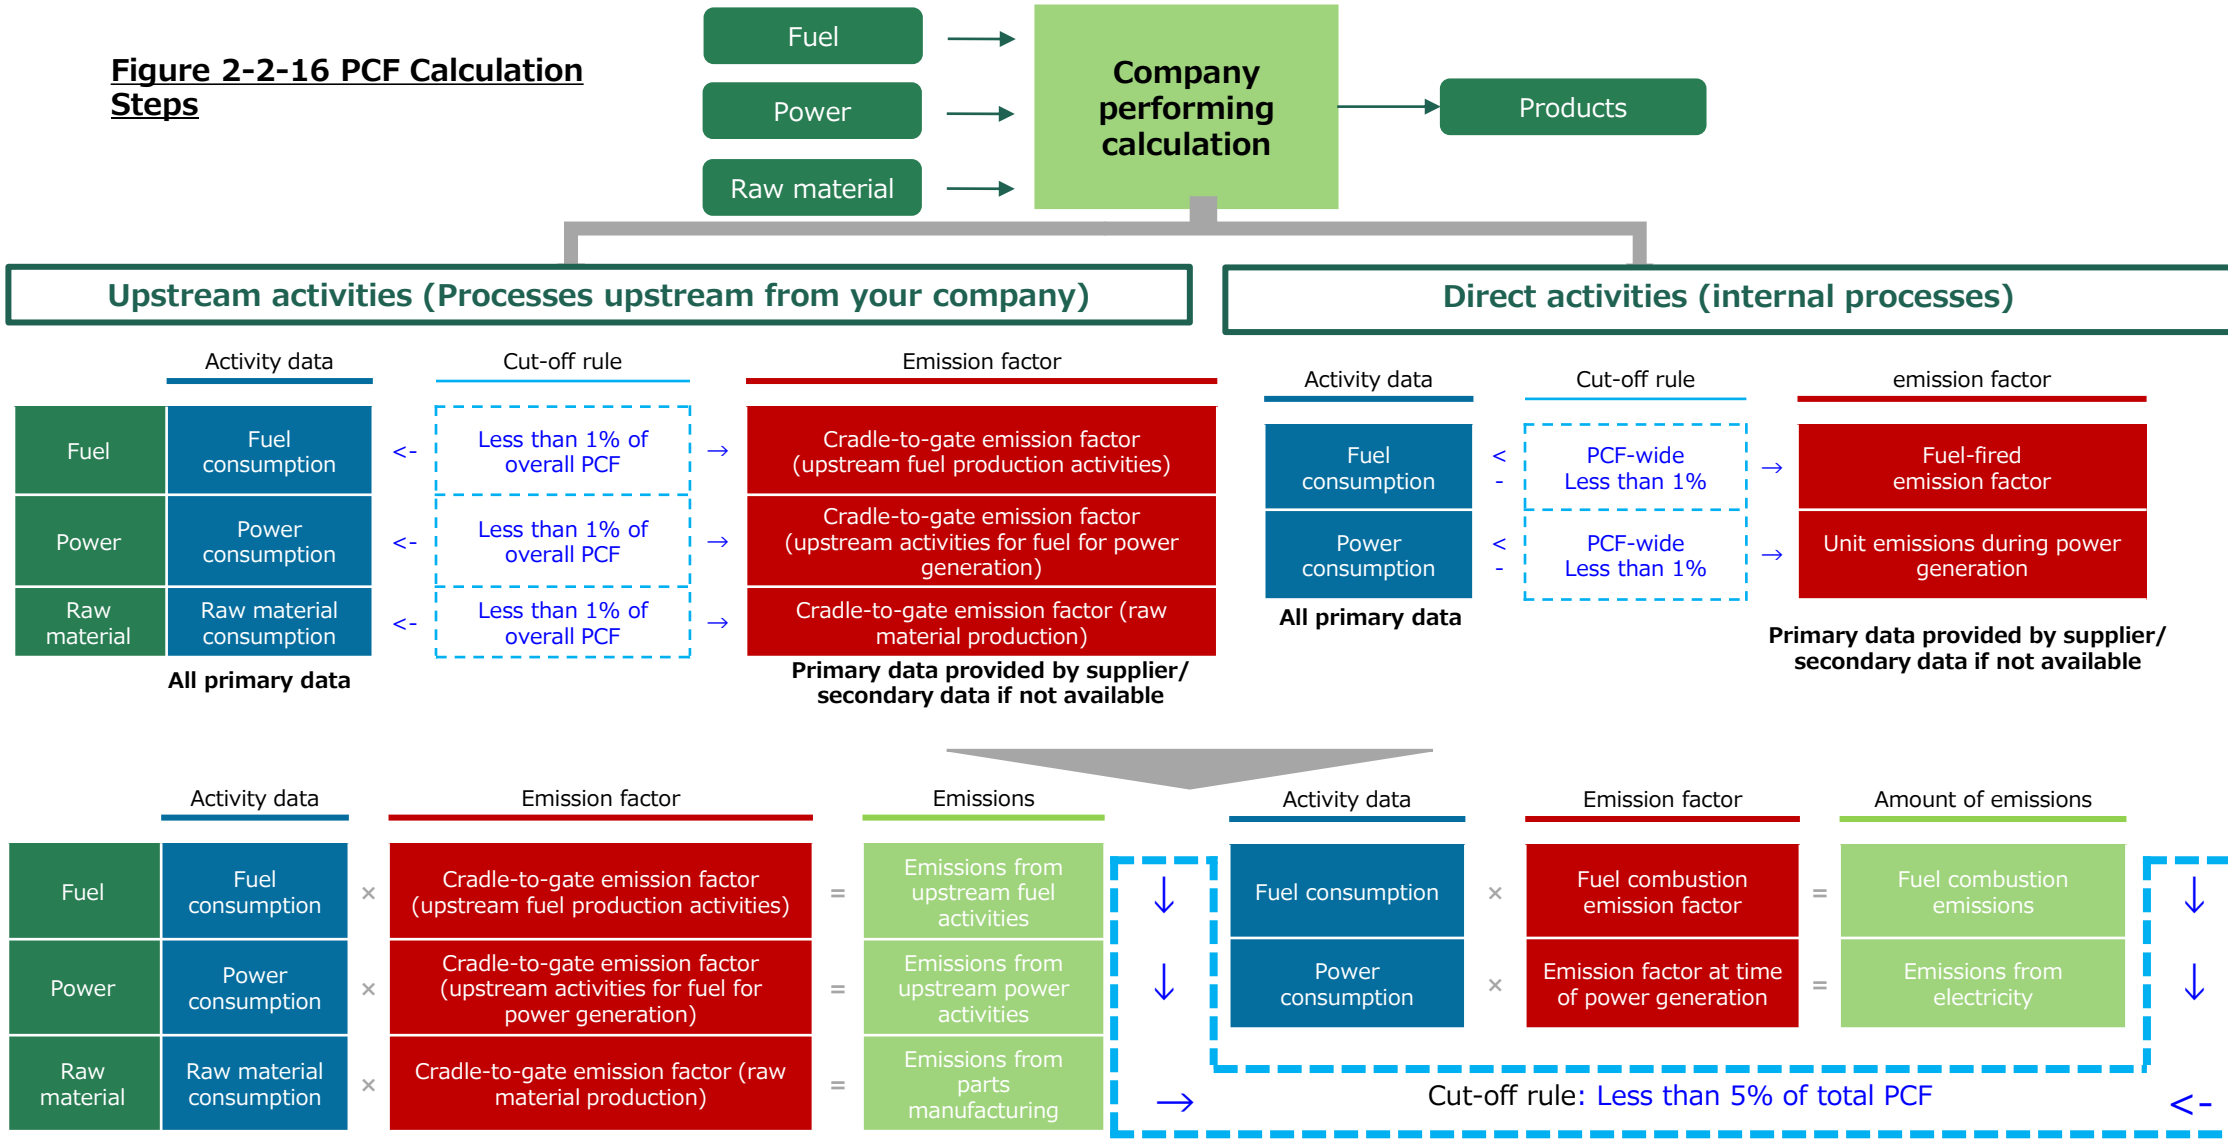 Figure 2-2-16 PCF Calculation
Steps
Fuel
Power
Raw material
Company
performing
calculation
Products
Upstream activities (Processes upstream from your company)
Direct activities (internal processes)
Activity data
Cut-off rule
Emission factor
Fuel
Fuel
consumption
<-
Less than 1% of
overall PCF
→
Cradle-to-gate emission factor
(upstream fuel production activities)
Power
Power
consumption
<-
Less than 1% of
overall PCF
→
Cradle-to-gate emission factor
(upstream activities for fuel for power
generation)
Raw
material
Raw material
consumption
<-
Less than 1% of
overall PCF
→
Cradle-to-gate emission factor (raw
material production)
All primary data
Primary data provided by supplier/
secondary data if not available
Activity data
Cut-off rule
emission factor
Fuel
consumption
<
-
PCF-wide
Less than 1%
→
Fuel-fired
emission factor
Power
consumption
<
-
PCF-wide
Less than 1%
→
Unit emissions during power
generation
All primary data
Primary data provided by supplier/
secondary data if not available
Activity data
Emission factor
Emissions
Fuel
Fuel
consumption
×
Cradle-to-gate emission factor
(upstream fuel production activities)
=
Emissions from
upstream fuel
activities
↓
Power
Power
consumption
×
Cradle-to-gate emission factor
(upstream activities for fuel for
power generation)
=
Emissions from
upstream power
activities
↓
Raw
material
Raw material
consumption
×
Cradle-to-gate emission factor (raw
material production)
=
Emissions from
parts
manufacturing
→
Activity data
Emission factor
Amount of emissions
Fuel consumption
×
Fuel combustion
emission factor
=
Fuel combustion
emissions
↓
Power
consumption
×
Emission factor at time
of power generation
=
Emissions from
electricity
↓
Cut-off rule: Less than 5% of total PCF
<-